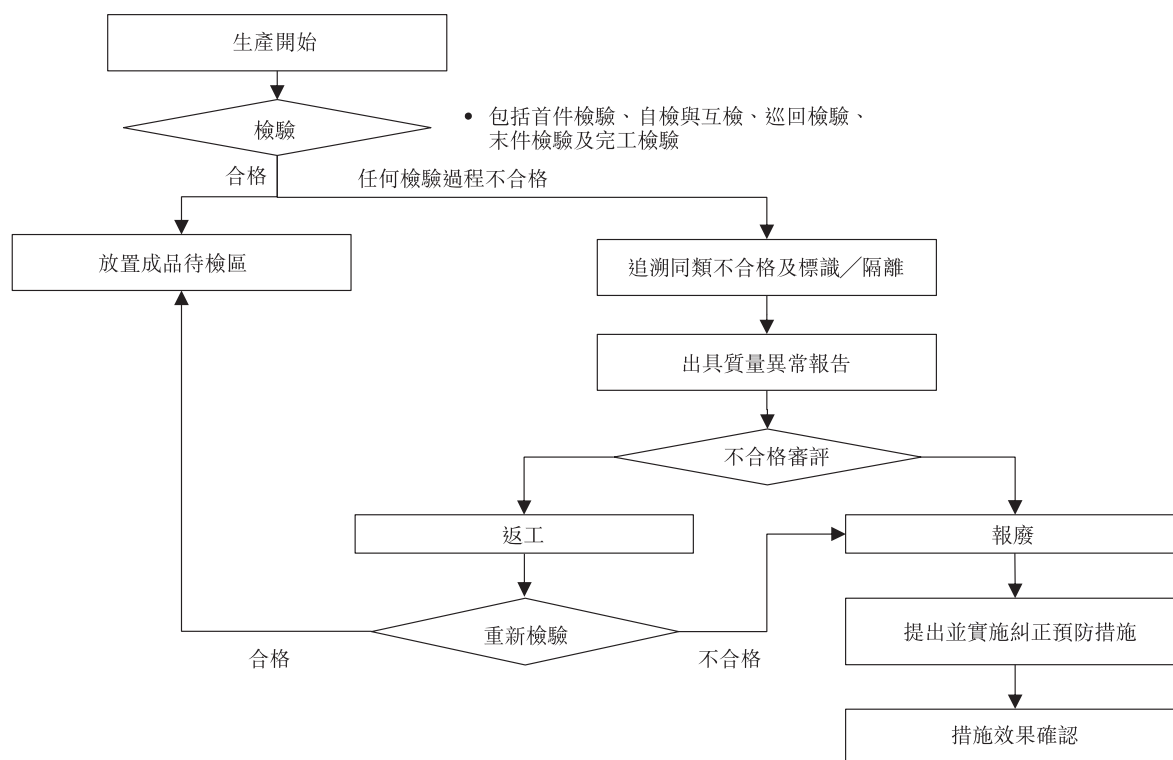 生產開始
檢驗
• 包括首件檢驗、自檢與互檢、巡回檢驗、
末件檢驗及完工檢驗
合格
任何檢驗過程不合格
放置成品待檢區
追溯同類不合格及標識╱隔離
出具質量異常報告
不合格審評
返工
報廢
重新檢驗
合格
不合格
提出並實施糾正預防措施
措施效果確認